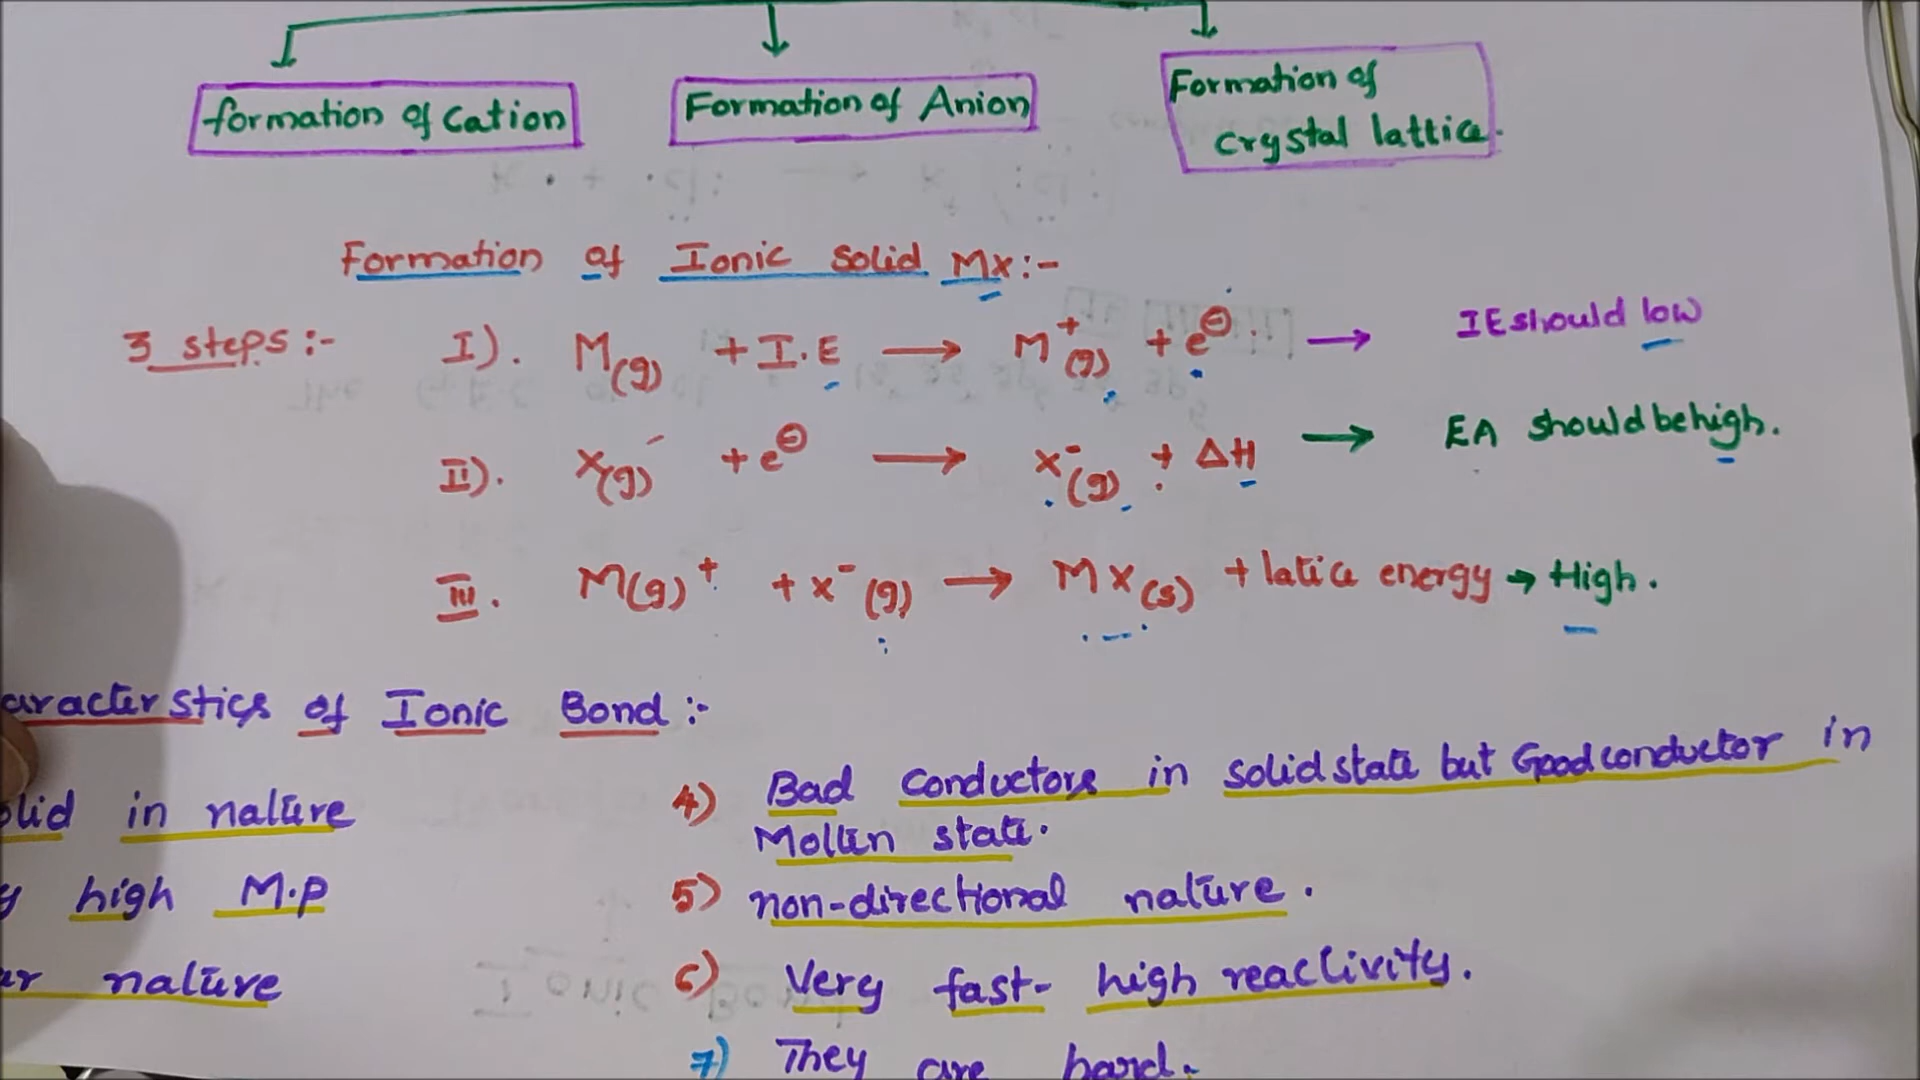 formation of Cation
Formation of Anion
Formation of
crystal lattice.
Formation of Ionic Solid MX:-
3 steps:- I). M(g) + I.E → M⁺(g) + e⊖. → IE should low
II). X(g)⁻ + e⊖ → X⁻(g) + ΔH → EA should be high.
III. M(g)⁺ + X⁻(g) → MX(s) + latice energy → High.
aracterstics of Ionic Bond :-
olid in nature
y high M.p
ar nature
4) Bad conductors in solid state but Good conductor in
Molten state.
5) non-directional nature.
6) Very fast- high reactivity.
7) They are hard.